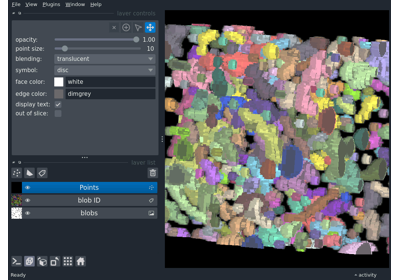 File View Plugins Window Help
layer controls
opacity: 1.00
point size: 10
blending: translucent
symbol: disc
face color: white
edge color: dimgrey
display text:
out of slice:
layer list
Points
blob ID
blobs
Ready
activity